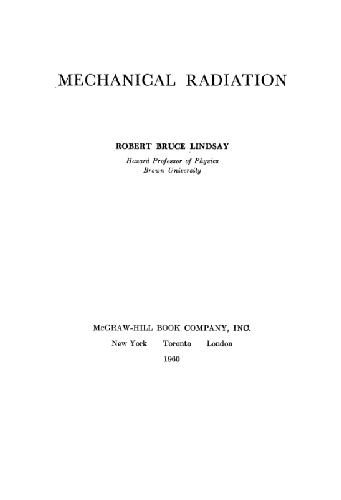 MECHANICAL RADIATION
ROBERT BRUCE LINDSAY
Hazard Professor of Physics
Brown University
McGRAW-HILL BOOK COMPANY, INC.
New York Toronto London
1960